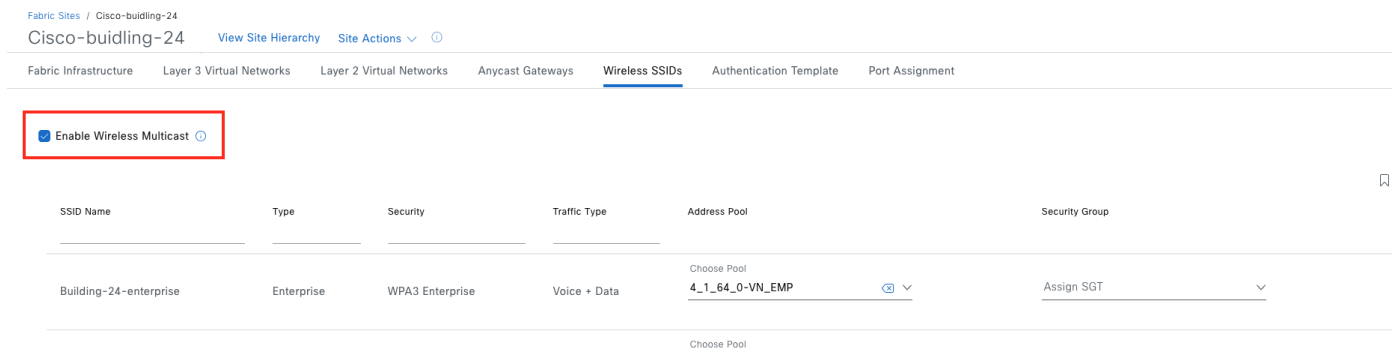 Fabric Sites / Cisco-buidling-24
Cisco-buidling-24 View Site Hierarchy Site Actions
Fabric Infrastructure Layer 3 Virtual Networks Layer 2 Virtual Networks Anycast Gateways Wireless SSIDs Authentication Template Port Assignment
Enable Wireless Multicast
SSID Name Type Security Traffic Type Address Pool Security Group
Choose Pool
Building-24-enterprise Enterprise WPA3 Enterprise Voice + Data 4_1_64_0-VN_EMP Assign SGT
Choose Pool